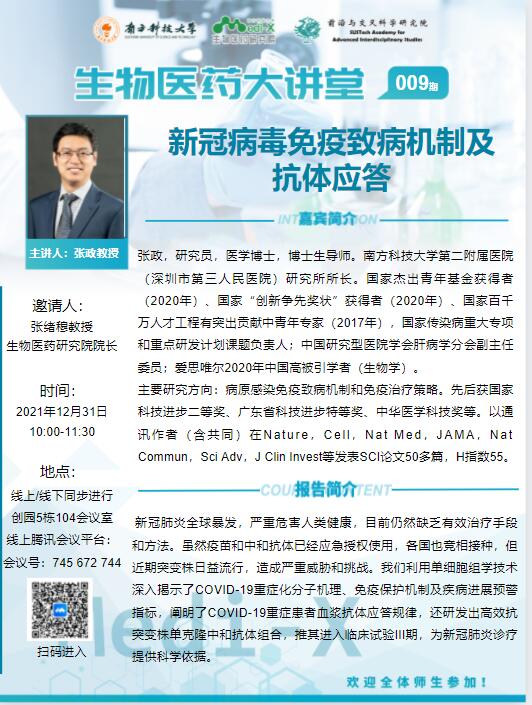 南方科技大学
SOUTHERN UNIVERSITY OF SCIENCE AND TECHNOLOGY
Medi-X
生物医药研究院
前沿与交叉科学研究院
SUSTech Academy for
Advanced Interdisciplinary Studies
生物医药大讲堂 009期
新冠病毒免疫致病机制及
抗体应答
嘉宾简介
主讲人：张政教授
张政，研究员，医学博士，博士生导师。南方科技大学第二附属医院
（深圳市第三人民医院）研究所所长。国家杰出青年基金获得者
（2020年）、国家“创新争先奖状”获得者（2020年）、国家百千
万人才工程有突出贡献中青年专家（2017年），国家传染病重大专项
和重点研发计划课题负责人；中国研究型医院学会肝病学分会副主任
委员；爱思唯尔2020年中国高被引学者（生物学）。
主要研究方向：病原感染免疫致病机制和免疫治疗策略。先后获国家
科技进步二等奖、广东省科技进步特等奖、中华医学科技奖等。以通
讯作者（含共同）在Nature，Cell，Nat Med，JAMA，Nat
Commun，Sci Adv，J Clin Invest等发表SCI论文50多篇，H指数55。
邀请人：
张绪穆教授
生物医药研究院院长
时间：
2021年12月31日
10:00-11:30
地点：
线上/线下同步进行
创园5栋104会议室
线上腾讯会议平台：
会议号：745 672 744
扫码进入
报告简介
新冠肺炎全球暴发，严重危害人类健康，目前仍然缺乏有效治疗手段
和方法。虽然疫苗和中和抗体已经应急授权使用，各国也竞相接种，但
近期突变株日益流行，造成严重威胁和挑战。我们利用单细胞组学技术
深入揭示了COVID-19重症化分子机理、免疫保护机制及疾病进展预警
指标，阐明了COVID-19重症患者血浆抗体应答规律，还研发出高效抗
突变株单克隆中和抗体组合，推其进入临床试验III期，为新冠肺炎诊疗
提供科学依据。
Medi-X
欢迎全体师生参加！